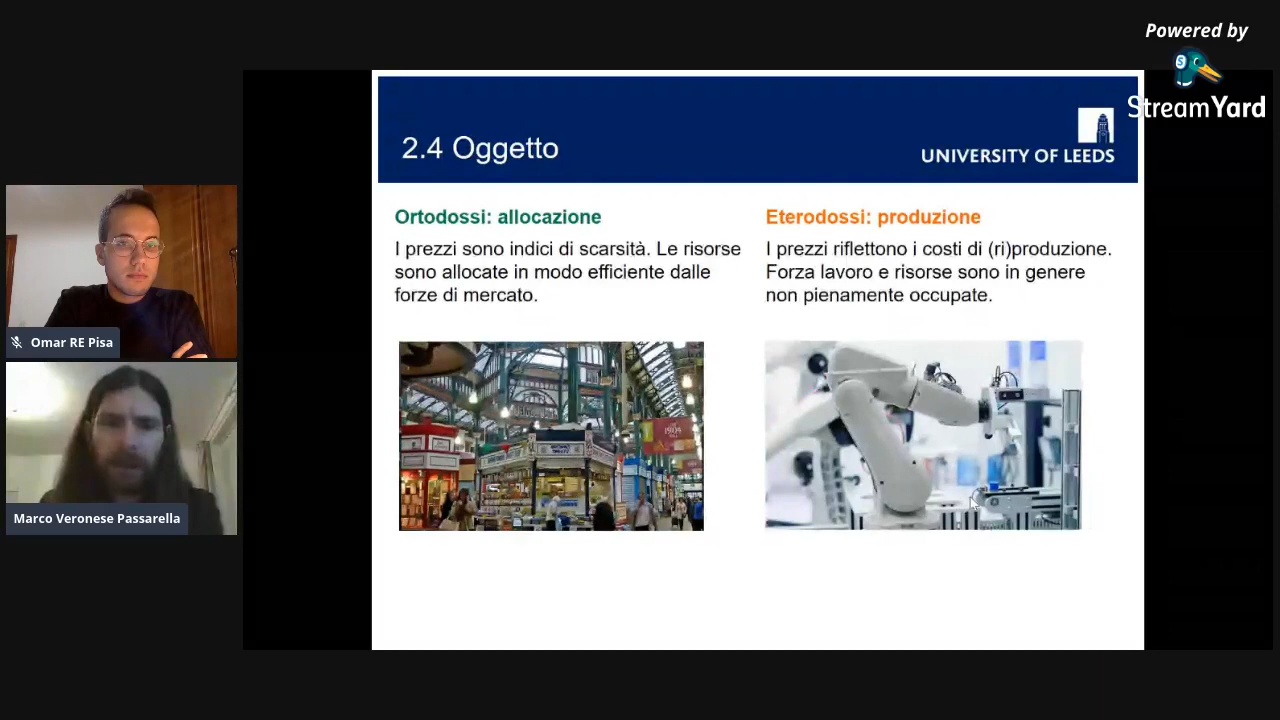 Powered by
StreamYard
2.4 Oggetto
UNIVERSITY OF LEEDS
Ortodossi: allocazione
I prezzi sono indici di scarsità. Le risorse
sono allocate in modo efficiente dalle
forze di mercato.
Eterodossi: produzione
I prezzi riflettono i costi di (ri)produzione.
Forza lavoro e risorse sono in genere
non pienamente occupate.
1904
Omar RE Pisa
Marco Veronese Passarella